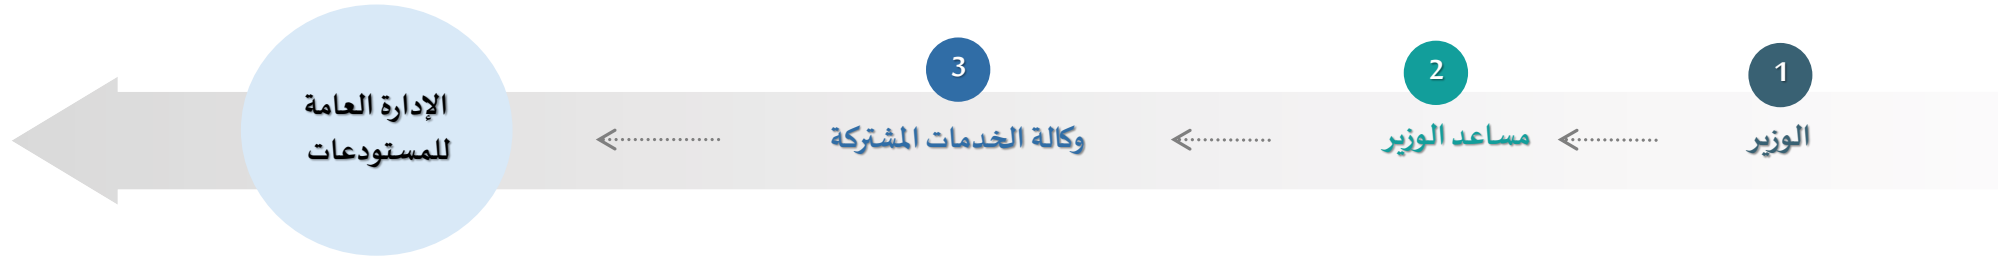 1
الوزير
2
مساعد الوزير
3
وكالة الخدمات المشتركة
الإدارة العامة
للمستودعات